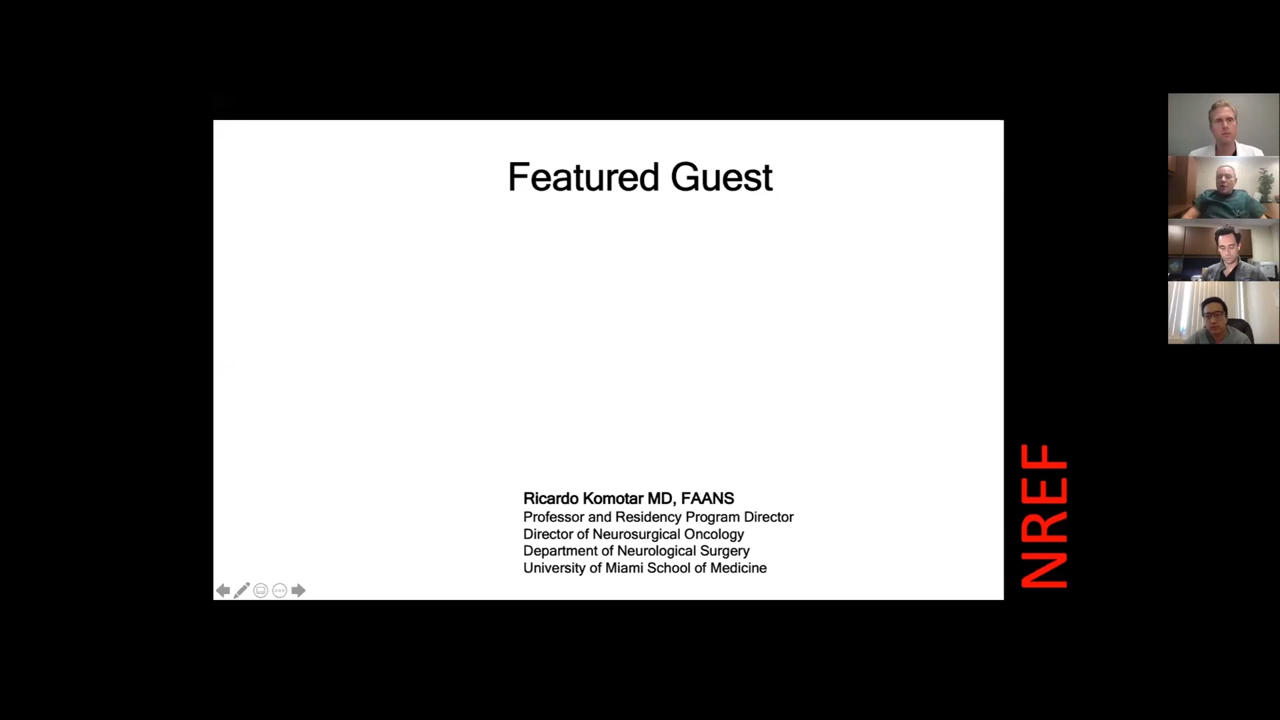 Featured Guest
Ricardo Komotar MD, FAANS
Professor and Residency Program Director
Director of Neurosurgical Oncology
Department of Neurological Surgery
University of Miami School of Medicine
NREF